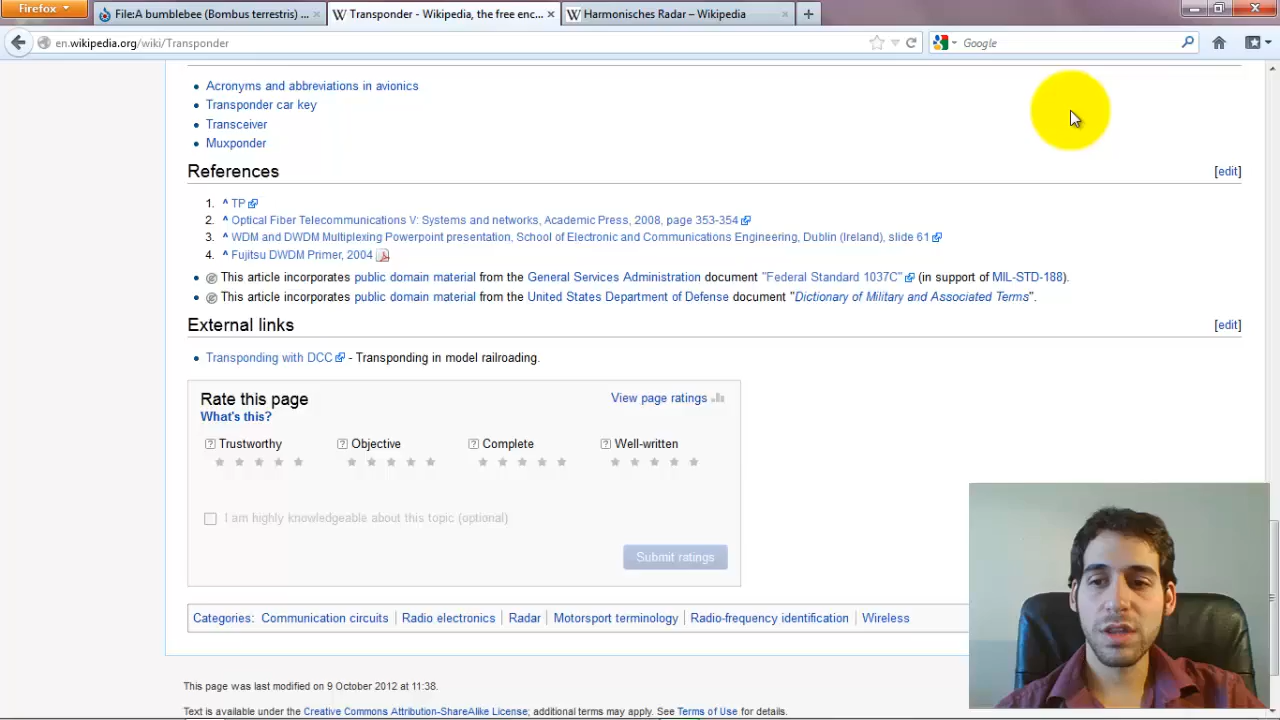 Firefox
File:A bumblebee (Bombus terrestris) ...
Transponder - Wikipedia, the free enc...
Harmonisches Radar – Wikipedia
en.wikipedia.org/wiki/Transponder
Google
Acronyms and abbreviations in avionics
Transponder car key
Transceiver
Muxponder
References
[edit]
1. ^ TP
2. ^ Optical Fiber Telecommunications V: Systems and networks, Academic Press, 2008, page 353-354
3. ^ WDM and DWDM Multiplexing Powerpoint presentation, School of Electronic and Communications Engineering, Dublin (Ireland), slide 61
4. ^ Fujitsu DWDM Primer, 2004
This article incorporates public domain material from the General Services Administration document "Federal Standard 1037C" (in support of MIL-STD-188).
This article incorporates public domain material from the United States Department of Defense document "Dictionary of Military and Associated Terms".
External links
[edit]
Transponding with DCC - Transponding in model railroading.
Rate this page
View page ratings
What's this?
? Trustworthy ? Objective ? Complete ? Well-written
I am highly knowledgeable about this topic (optional)
Submit ratings
Categories: Communication circuits | Radio electronics | Radar | Motorsport terminology | Radio-frequency identification | Wireless
This page was last modified on 9 October 2012 at 11:38.
Text is available under the Creative Commons Attribution-ShareAlike License; additional terms may apply. See Terms of Use for details.